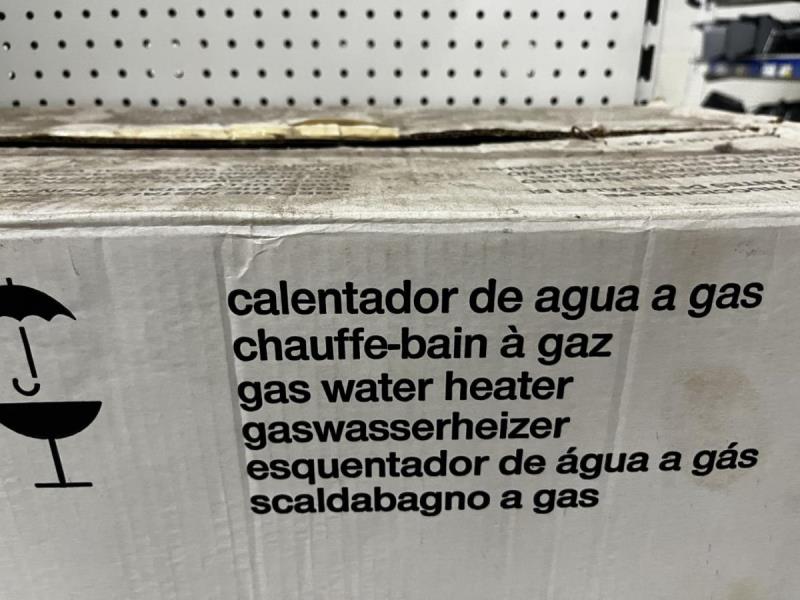 calentador de agua a gas
chauffe-bain à gaz
gas water heater
gaswasserheizer
esquentador de água a gás
scaldabagno a gas